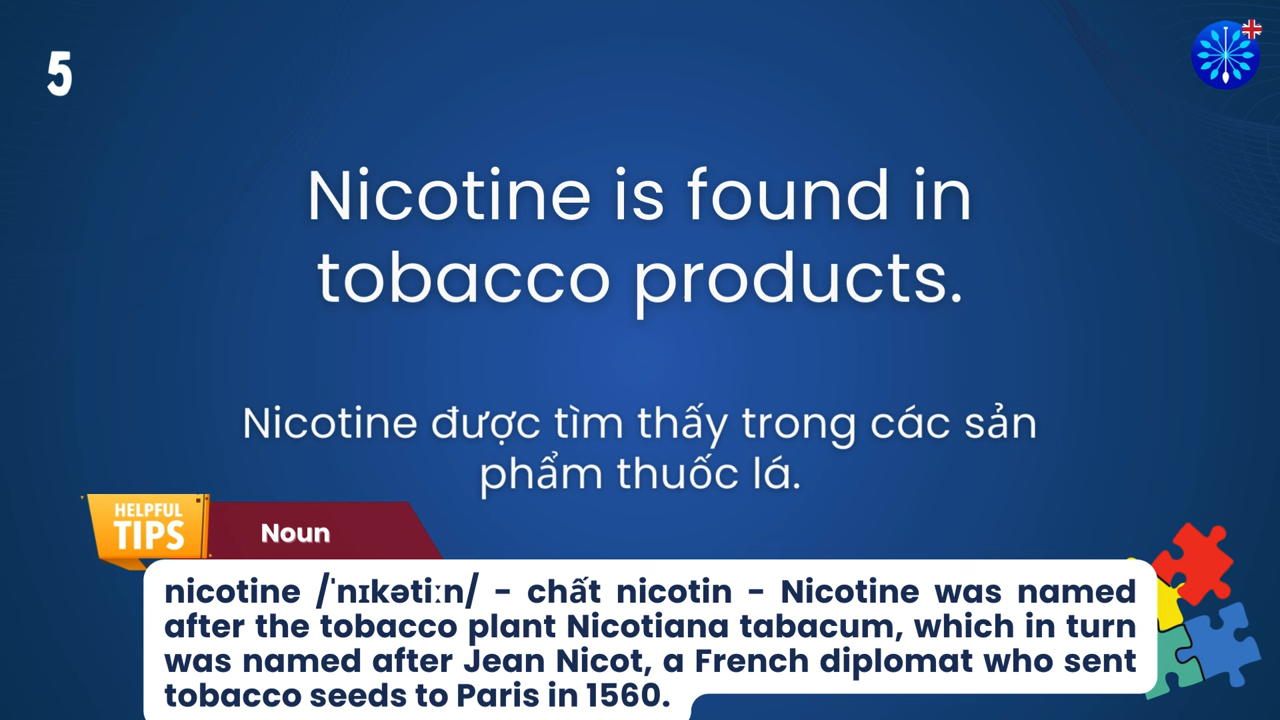 5
Nicotine is found in
tobacco products.
Nicotine được tìm thấy trong các sản
phẩm thuốc lá.
HELPFUL
TIPS
Noun
nicotine /ˈnɪkətiːn/ - chất nicotin - Nicotine was named
after the tobacco plant Nicotiana tabacum, which in turn
was named after Jean Nicot, a French diplomat who sent
tobacco seeds to Paris in 1560.